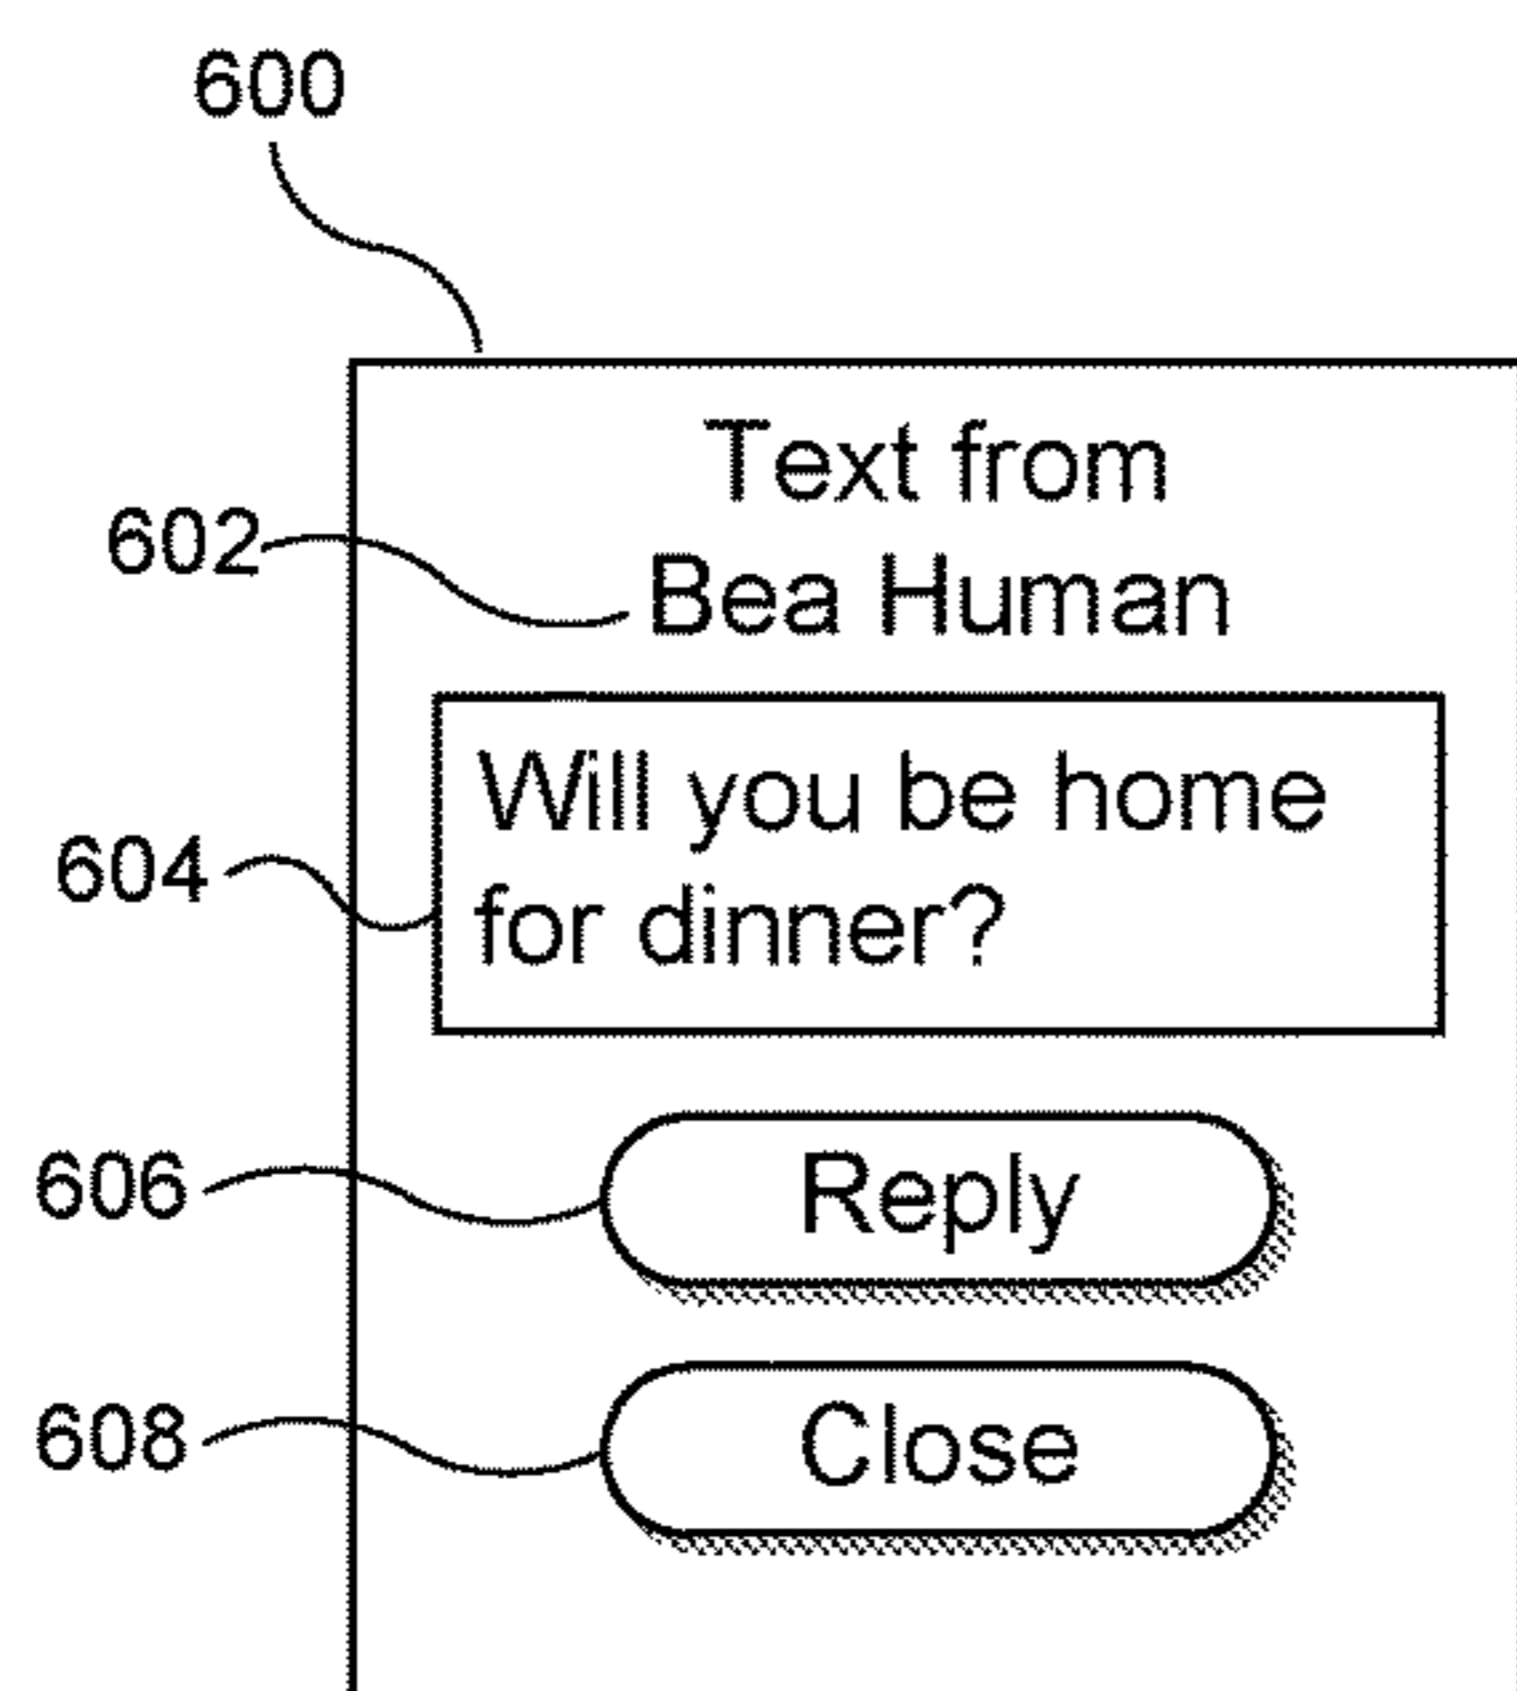 600
Text from
602 Bea Human
Will you be home
604 for dinner?
606 Reply
608 Close